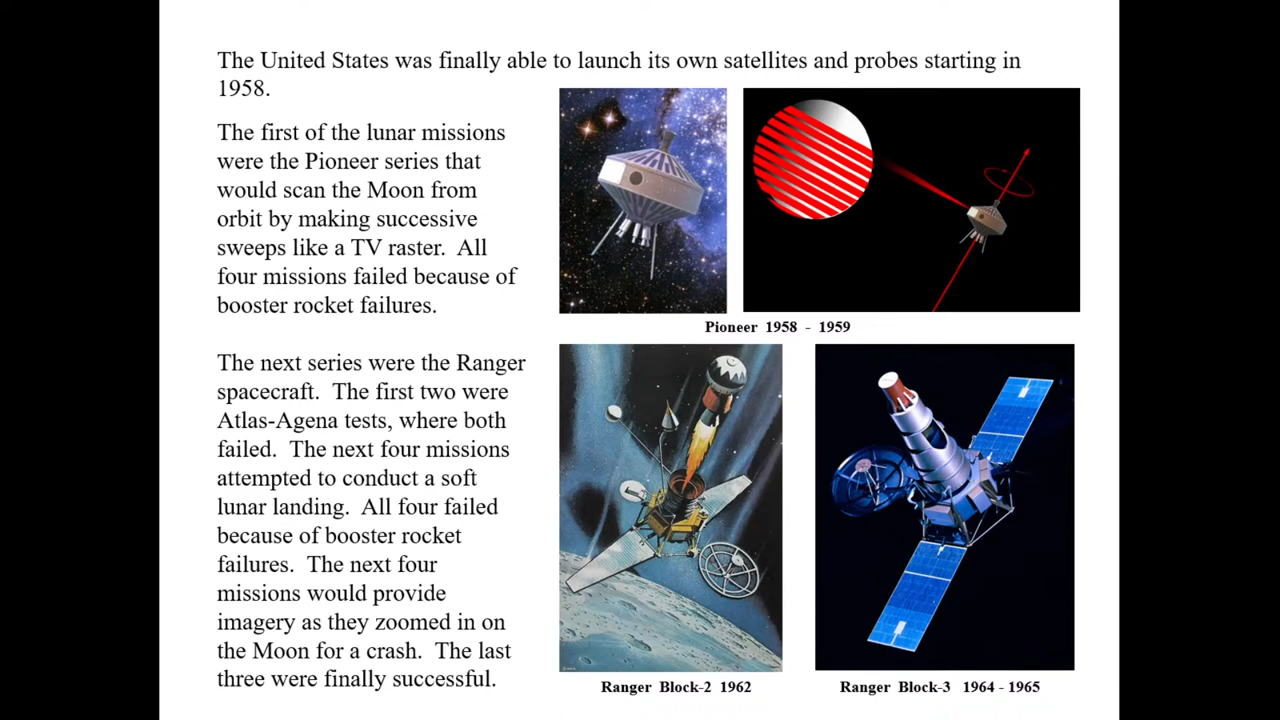 The United States was finally able to launch its own satellites and probes starting in
1958.
The first of the lunar missions
were the Pioneer series that
would scan the Moon from
orbit by making successive
sweeps like a TV raster.  All
four missions failed because of
booster rocket failures.
Pioneer 1958 - 1959
The next series were the Ranger
spacecraft.  The first two were
Atlas-Agena tests, where both
failed.  The next four missions
attempted to conduct a soft
lunar landing.  All four failed
because of booster rocket
failures.  The next four
missions would provide
imagery as they zoomed in on
the Moon for a crash.  The last
three were finally successful.
Ranger Block-2 1962
Ranger Block-3 1964 - 1965